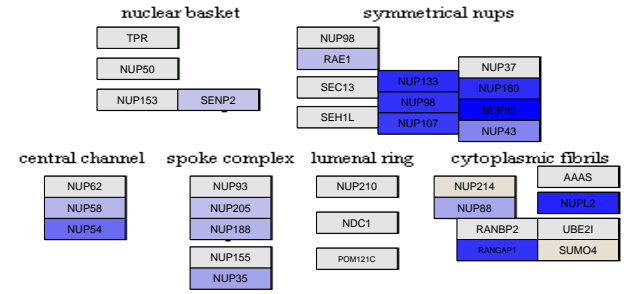 nuclear basket
symmetrical nups
TPR
NUP50
NUP153 SENP2
NUP98
RAE1
SEC13
SEH1L
NUP133
NUP98
NUP107
NUP37
NUP160
NUP85
NUP43
central channel
spoke complex
lumenal ring
cytoplasmic fibrils
NUP62
NUP58
NUP54
NUP93
NUP205
NUP188
NUP155
NUP35
NUP210
NDC1
POM121C
NUP214
NUP88
AAAS
NUPL2
RANBP2 UBE2I
RANGAP1 SUMO4